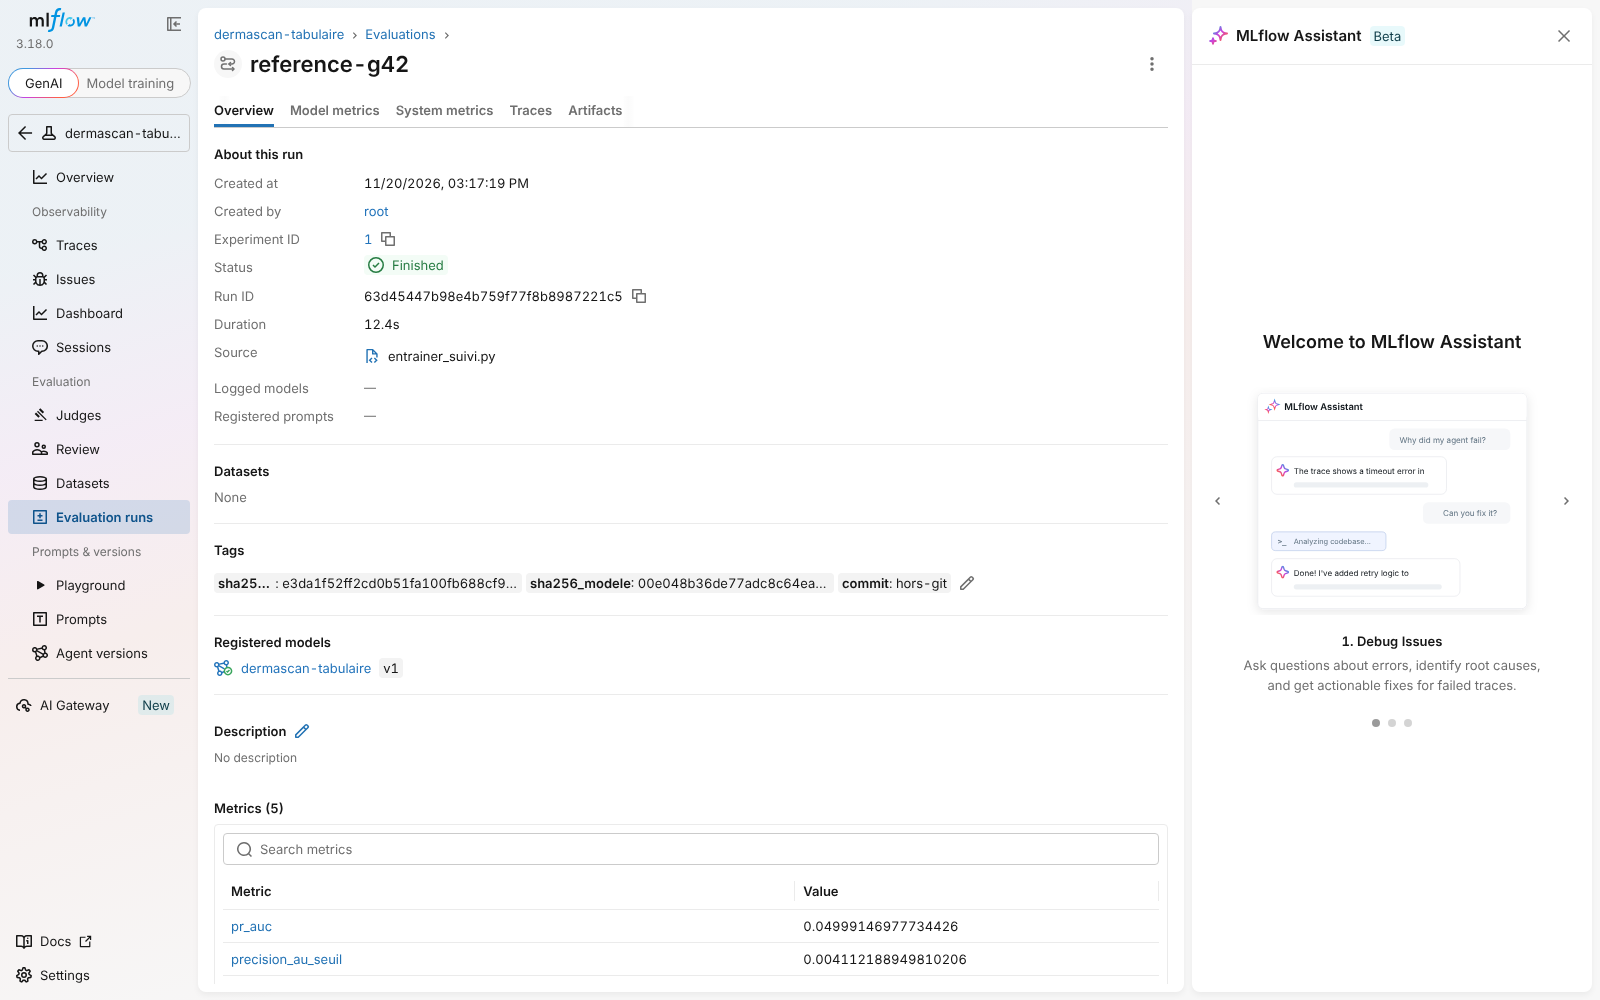 mlflow
3.18.0
GenAI
Model training
dermascan-tabu...
Overview
Observability
Traces
Issues
Dashboard
Sessions
Evaluation
Judges
Review
Datasets
Evaluation runs
Prompts & versions
Playground
Prompts
Agent versions
AI Gateway New
Docs
Settings
dermascan-tabulaire › Evaluations ›
reference-g42
Overview Model metrics System metrics Traces Artifacts
About this run
Created at 11/20/2026, 03:17:19 PM
Created by root
Experiment ID 1
Status Finished
Run ID 63d45447b98e4b759f77f8b8987221c5
Duration 12.4s
Source entrainer_suivi.py
Logged models —
Registered prompts —
Datasets
None
Tags
sha25... : e3da1f52ff2cd0b51fa100fb688cf9... sha256_modele: 00e048b36de77adc8c64ea... commit: hors-git
Registered models
dermascan-tabulaire v1
Description
No description
Metrics (5)
Search metrics
Metric Value
pr_auc 0.04999146977734426
precision_au_seuil 0.004112188949810206
MLflow Assistant Beta
Welcome to MLflow Assistant
MLflow Assistant
Why did my agent fail?
The trace shows a timeout error in
Can you fix it?
>_ Analyzing codebase...
Done! I've added retry logic to
1. Debug Issues
Ask questions about errors, identify root causes,
and get actionable fixes for failed traces.